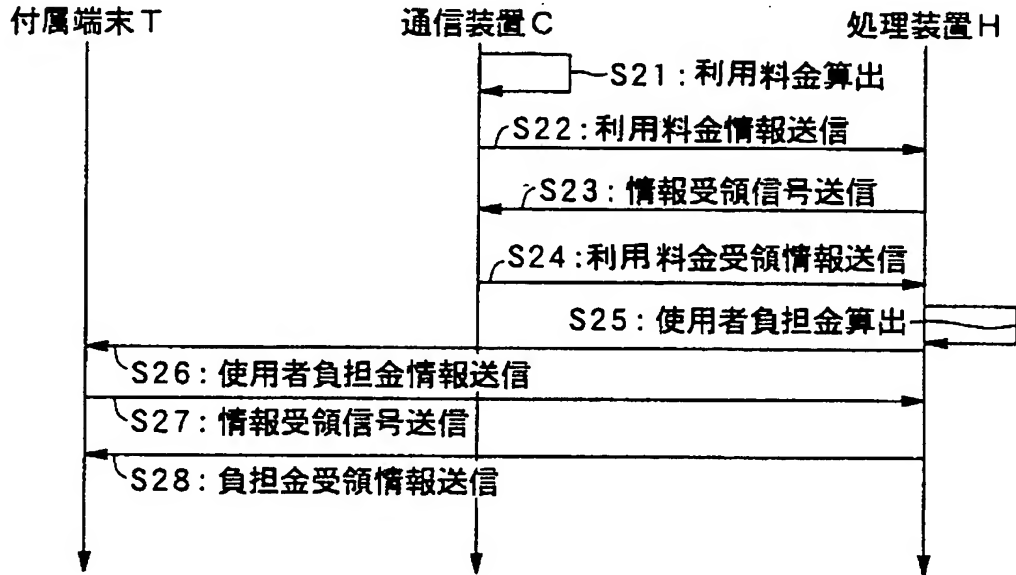 付属端末T 通信装置C 処理装置H
S21:利用料金算出
S22:利用料金情報送信
S23:情報受領信号送信
S24:利用料金受領情報送信
S25:使用者負担金算出
S26:使用者負担金情報送信
S27:情報受領信号送信
S28:負担金受領情報送信